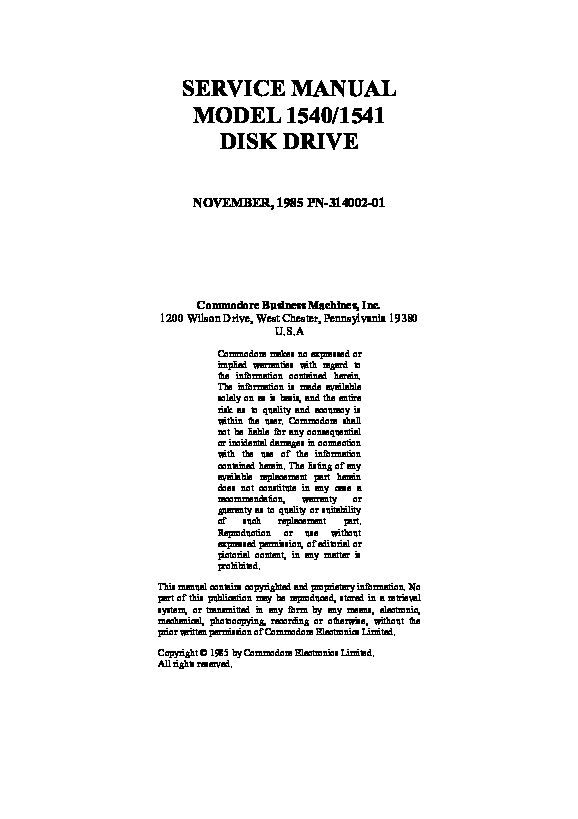 SERVICE MANUAL
MODEL 1540/1541
DISK DRIVE
NOVEMBER, 1985 PN-314002-01
Commodore Business Machines, Inc.
1200 Wilson Drive, West Chester, Pennsylvania 19380
U.S.A
Commodore makes no expressed or
implied warranties with regard to
the information contained herein.
The information is made available
solely on as is basis, and the entire
risk as to quality and accuracy is
within the user. Commodore shall
not be liable for any consequential
or incidental damages in connection
with the use of the information
contained herein. The listing of any
available replacement part herein
does not constitute in any case a
recommendation, warranty or
guaranty as to quality or suitability
of such replacement part.
Reproduction or use without
expressed permission, of editorial or
pictorial content, in any matter is
prohibited.
This manual contains copyrighted and proprietary information. No
part of this publication may be reproduced, stored in a retrieval
system, or transmitted in any form by any means, electronic,
mechanical, photocopying, recording or otherwise, without the
prior written permission of Commodore Electronics Limited.
Copyright © 1985 by Commodore Electronics Limited.
All rights reserved.